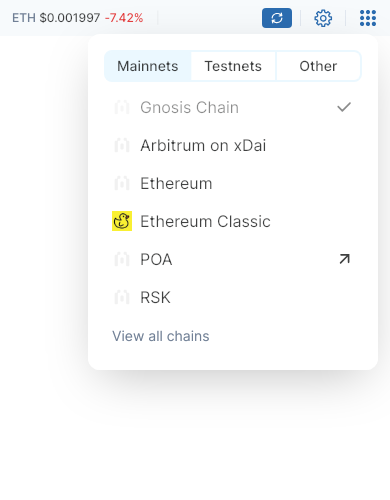 ETH $0.001997 -7.42%
Mainnets Testnets Other
Gnosis Chain
Arbitrum on xDai
Ethereum
Ethereum Classic
POA
RSK
View all chains